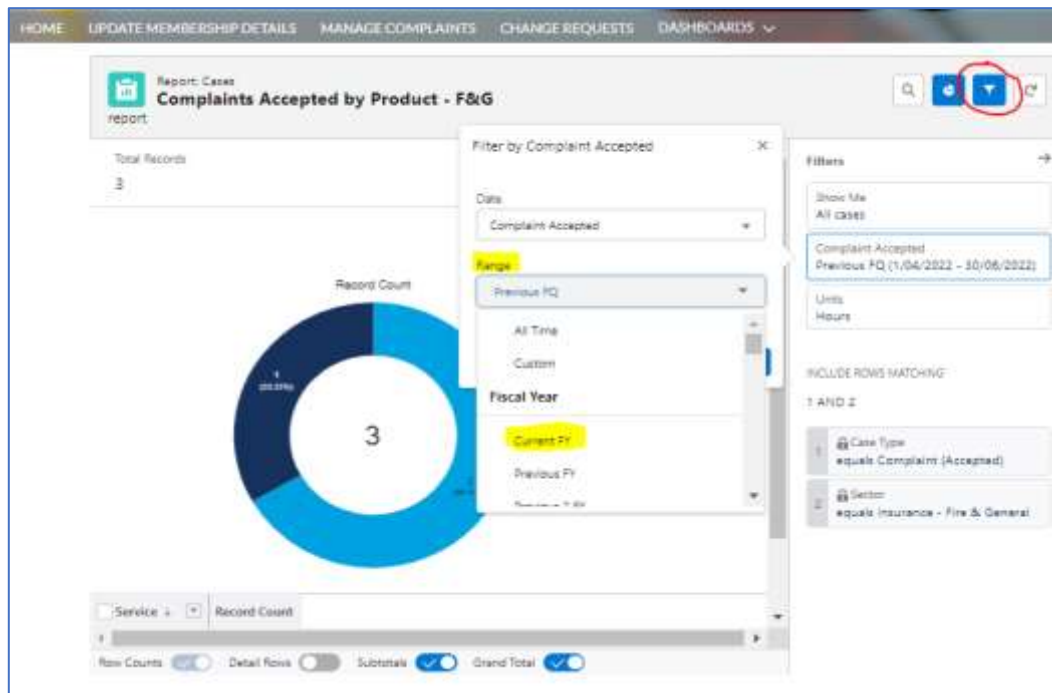 HOME UPDATE MEMBERSHIP DETAILS MANAGE COMPLAINTS CHANGE REQUESTS DASHBOARDS
Report: Cases
Complaints Accepted by Product - F&G
report
Total Records
3
Record Count
3
Filter by Complaint Accepted
Date
Complaint Accepted
Range
Previous FQ
All Time
Custom
Fiscal Year
Current FY
Previous FY
Filters
Show Me
All cases
Complaint Accepted
Previous FQ (1/04/2022 - 30/06/2022)
Units
Hours
INCLUDE ROWS MATCHING
1 AND 2
1 Case Type
equals Complaint (Accepted)
2 Sector
equals Insurance - Fire & General
Service Record Count
Row Counts Detail Rows Subtotals Grand Total